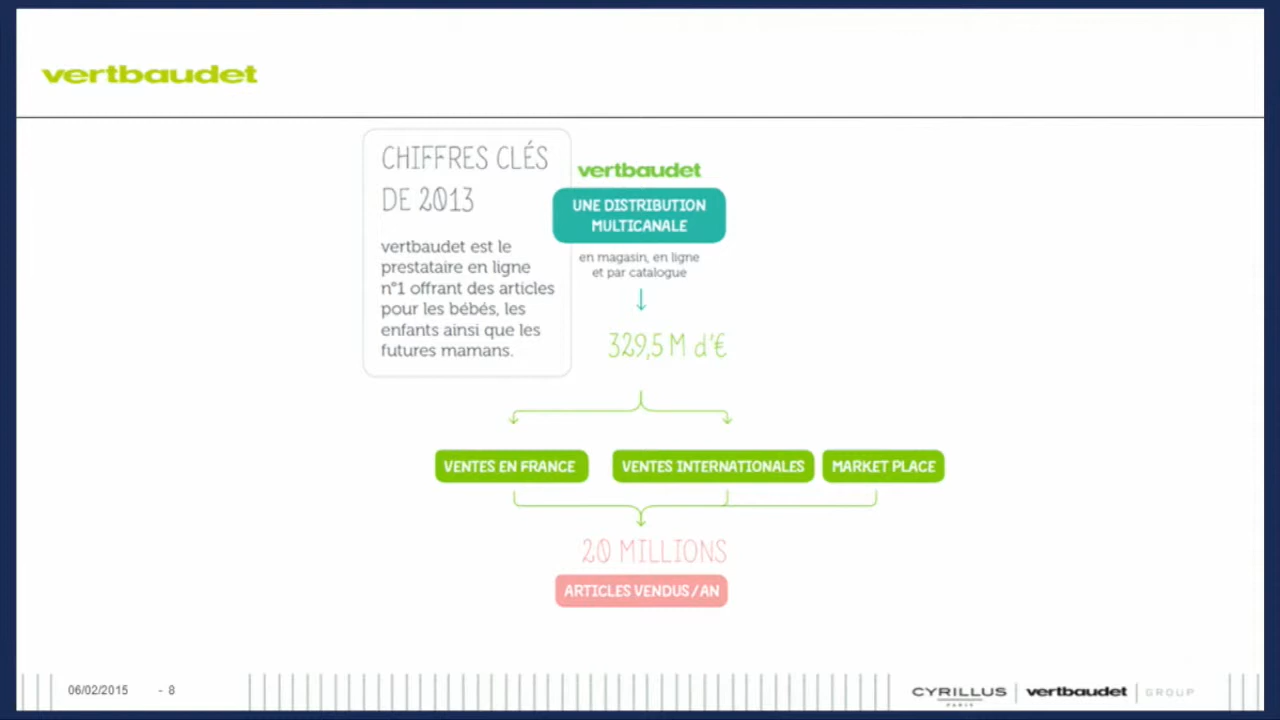 vertbaudet
CHIFFRES CLÉS
DE 2013
vertbaudet est le
prestataire en ligne
n°1 offrant des articles
pour les bébés, les
enfants ainsi que les
futures mamans.
vertbaudet
UNE DISTRIBUTION
MULTICANALE
en magasin, en ligne
et par catalogue
329,5 M d'€
VENTES EN FRANCE
VENTES INTERNATIONALES
MARKET PLACE
20 MILLIONS
ARTICLES VENDUS/AN
06/02/2015 - 8
CYRILLUS
PARIS
vertbaudet
GROUP